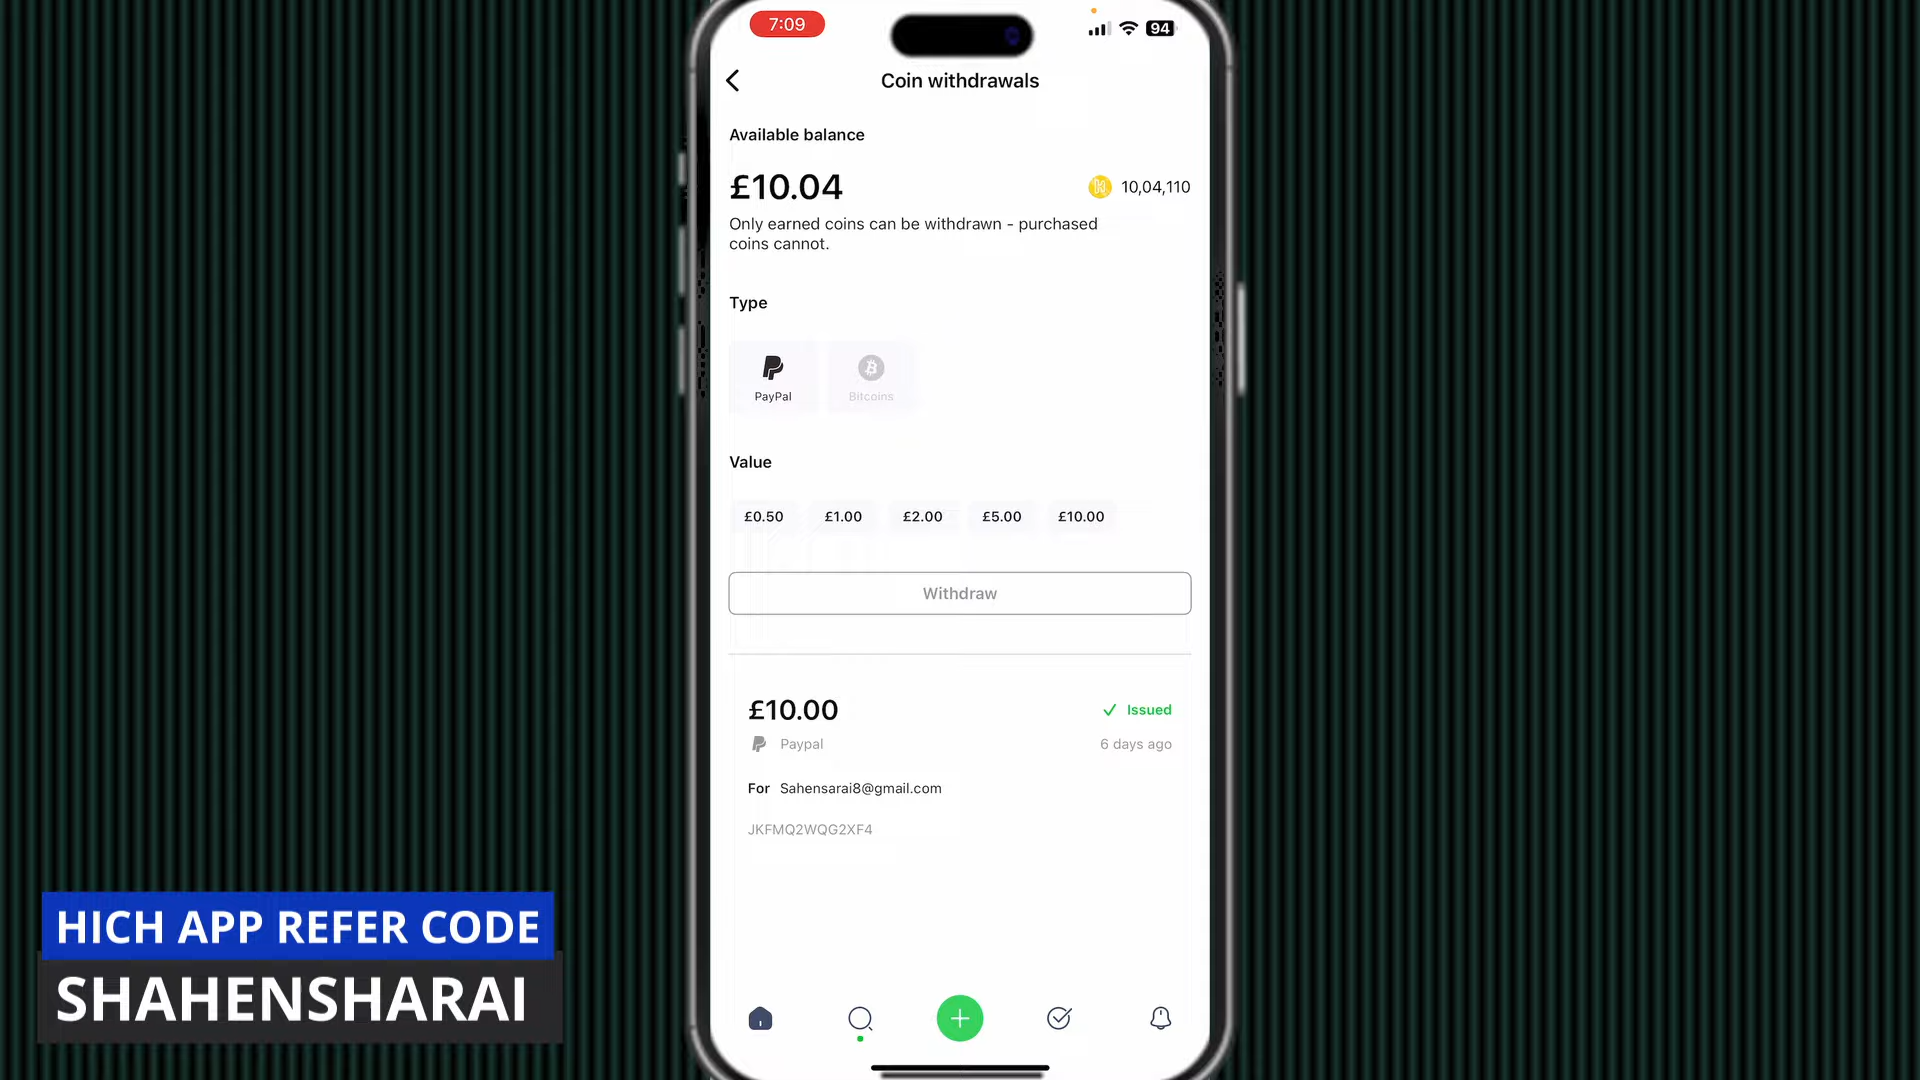 7:09
94
Coin withdrawals
Available balance
£10.04
10,04,110
Only earned coins can be withdrawn - purchased
coins cannot.
Type
PayPal
Bitcoins
Value
£0.50 £1.00 £2.00 £5.00 £10.00
Withdraw
£10.00
Issued
Paypal
6 days ago
For Sahensarai8@gmail.com
JKFMQ2WQG2XF4
HICH APP REFER CODE
SHAHENSHARAI